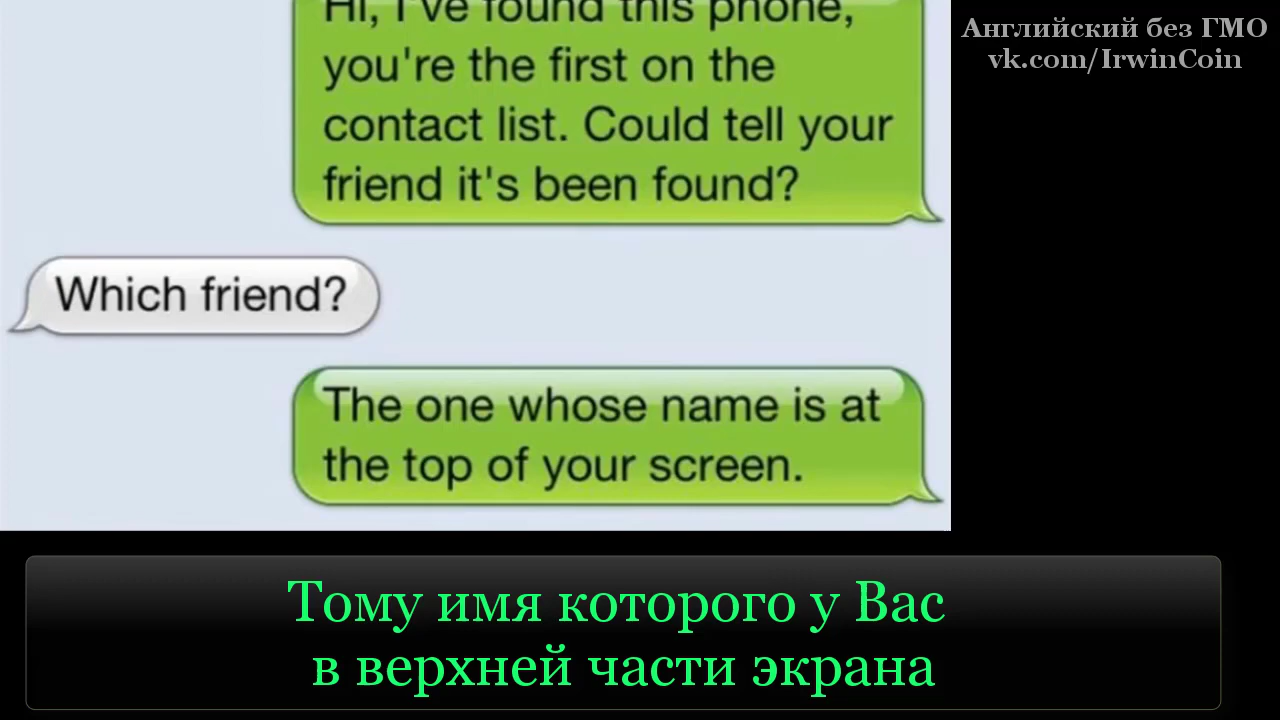 Hi, I've found this phone,
you're the first on the
contact list. Could tell your
friend it's been found?
Which friend?
The one whose name is at
the top of your screen.
Английский без ГМО
vk.com/IrwinCoin
Тому имя которого у Вас
в верхней части экрана